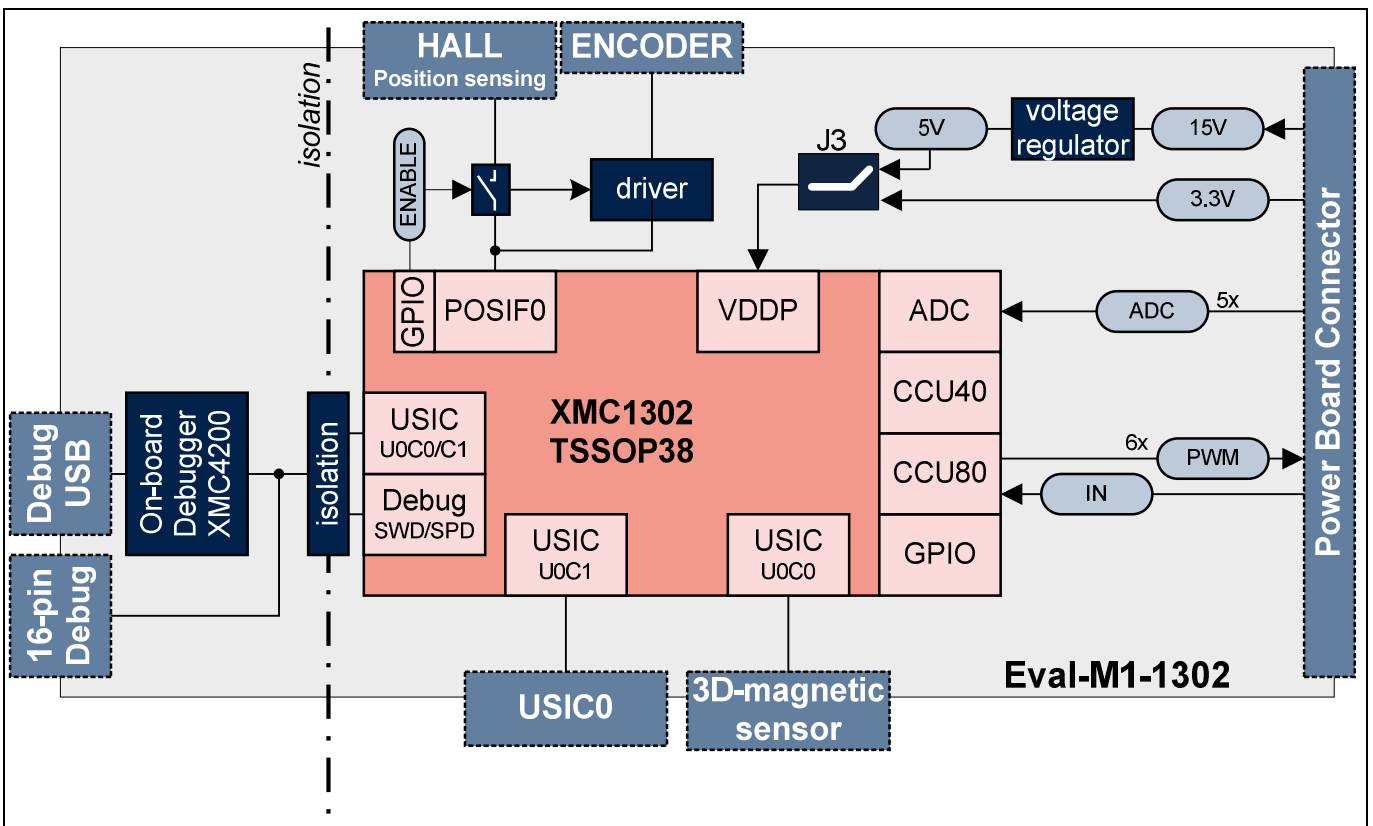 HALL
Position sensing
ENCODER
isolation
ENABLE
driver
J3
5V
voltage
regulator
15V
3.3V
Power Board Connector
GPIO
POSIF0
VDDP
ADC
ADC
5x
CCU40
XMC1302
TSSOP38
CCU80
6x
PWM
IN
GPIO
Debug
USB
On-board
Debugger
XMC4200
isolation
USIC
U0C0/C1
Debug
SWD/SPD
USIC
U0C1
USIC
U0C0
16-pin
Debug
USIC0
3D-magnetic
sensor
Eval-M1-1302